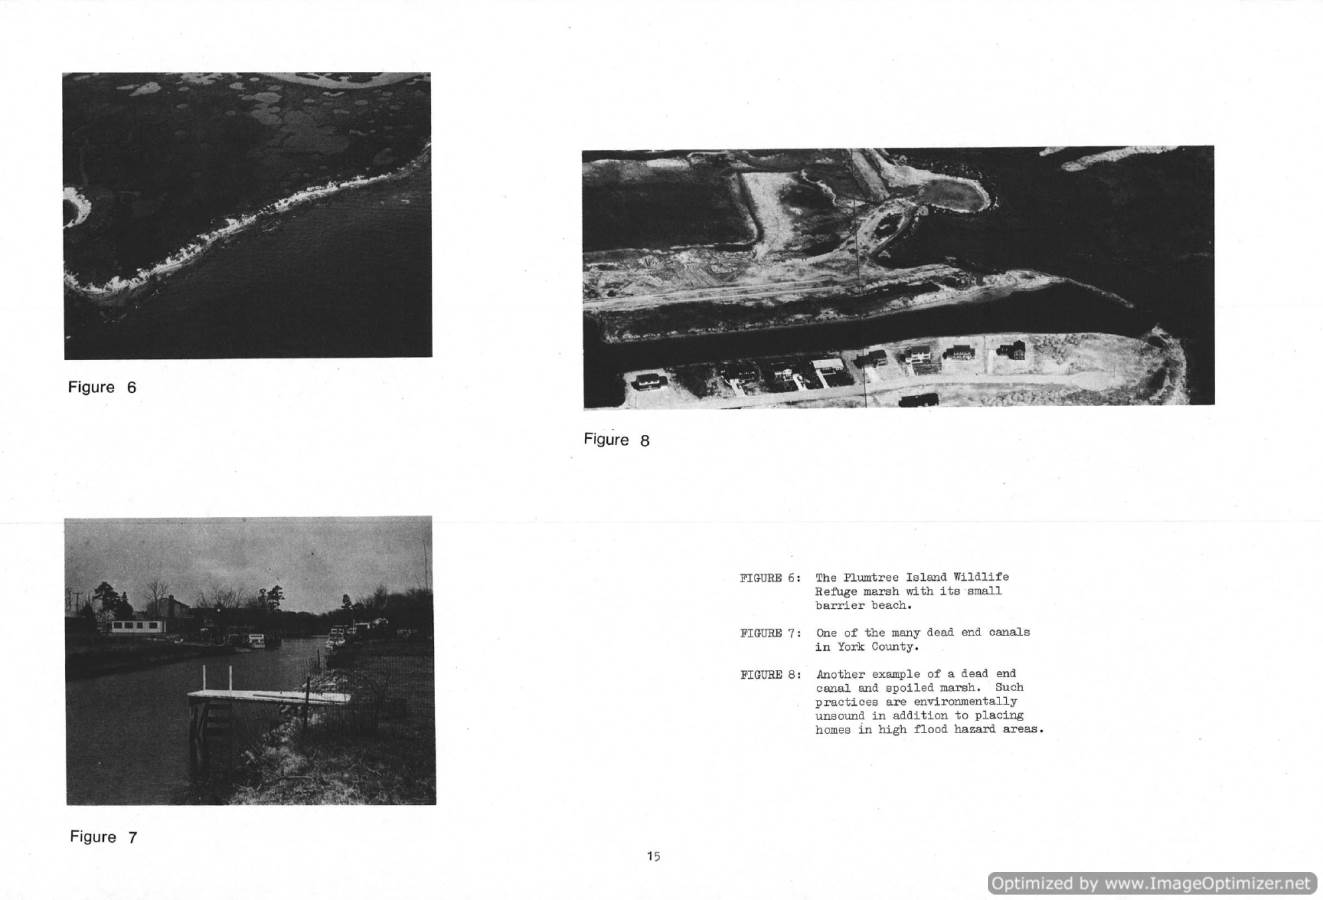 Figure 6
Figure 8
Figure 7
FIGURE 6: The Plumtree Island Wildlife
Refuge marsh with its small
barrier beach.
FIGURE 7: One of the many dead end canals
in York County.
FIGURE 8: Another example of a dead end
canal and spoiled marsh. Such
practices are environmentally
unsound in addition to placing
homes in high flood hazard areas.
15
Optimized by www.ImageOptimizer.net